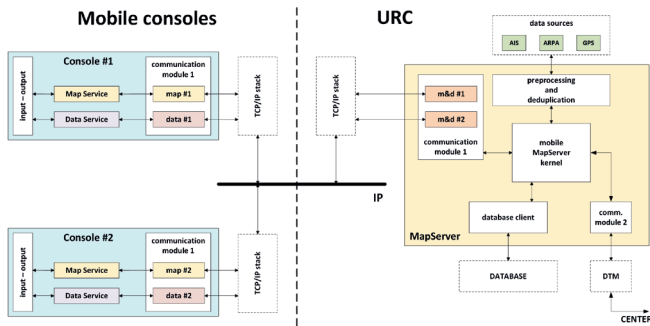 Mobile consoles
URC
Console #1
input – output
Map Service
Data Service
communication
module 1
map #1
data #1
TCP/IP stack
Console #2
input – output
Map Service
Data Service
communication
module 1
map #2
data #2
TCP/IP stack
IP
TCP/IP stack
data sources
AIS
ARPA
GPS
preprocessing
and
deduplication
m&d #1
m&d #2
communication
module 1
mobile
MapServer
kernel
database client
comm.
module 2
MapServer
DATABASE
DTM
CENTER